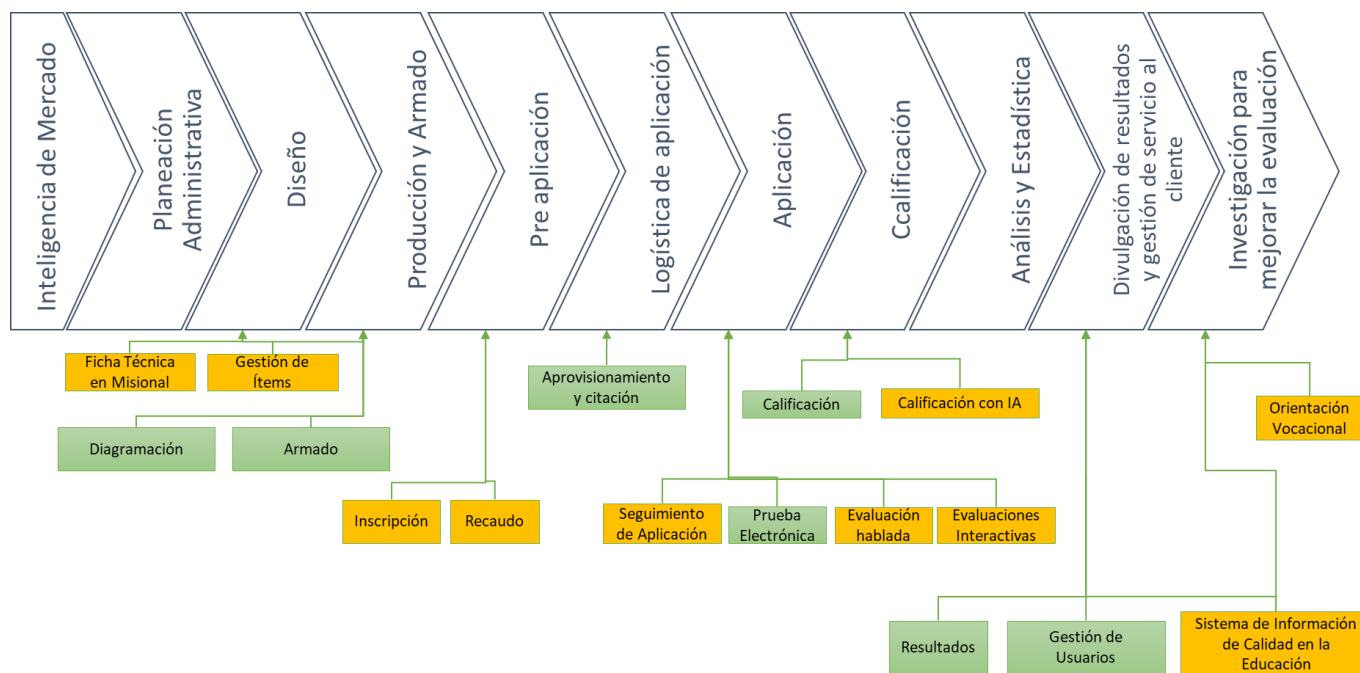 Inteligencia de Mercado
Planeación
Administrativa
Diseño
Producción y Armado
Pre aplicación
Logística de aplicación
Aplicación
Ccalificación
Análisis y Estadística
Divulgación de resultados
y gestión de servicio al
cliente
Investigación para
mejorar la evaluación
Ficha Técnica
en Misional
Gestión de
Ítems
Aprovisionamiento
y citación
Calificación
Calificación con IA
Orientación
Vocacional
Diagramación
Armado
Inscripción
Recaudo
Seguimiento
de Aplicación
Prueba
Electrónica
Evaluación
hablada
Evaluaciones
Interactivas
Resultados
Gestión de
Usuarios
Sistema de Información
de Calidad en la
Educación